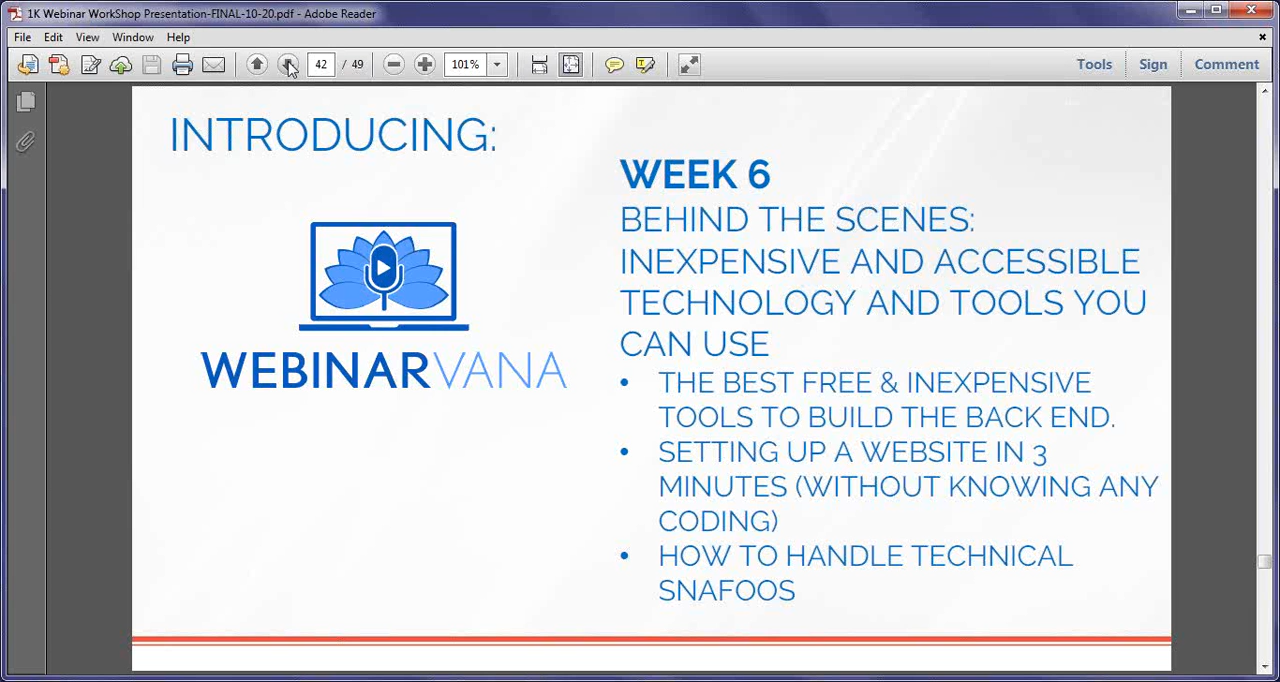 1K Webinar WorkShop Presentation-FINAL-10-20.pdf - Adobe Reader
File Edit View Window Help
42 / 49 101% Tools Sign Comment
INTRODUCING:
WEBINARVANA
WEEK 6
BEHIND THE SCENES:
INEXPENSIVE AND ACCESSIBLE
TECHNOLOGY AND TOOLS YOU
CAN USE
• THE BEST FREE & INEXPENSIVE
TOOLS TO BUILD THE BACK END.
• SETTING UP A WEBSITE IN 3
MINUTES (WITHOUT KNOWING ANY
CODING)
• HOW TO HANDLE TECHNICAL
SNAFOOS